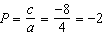 P = c/a = -8/4 = -2